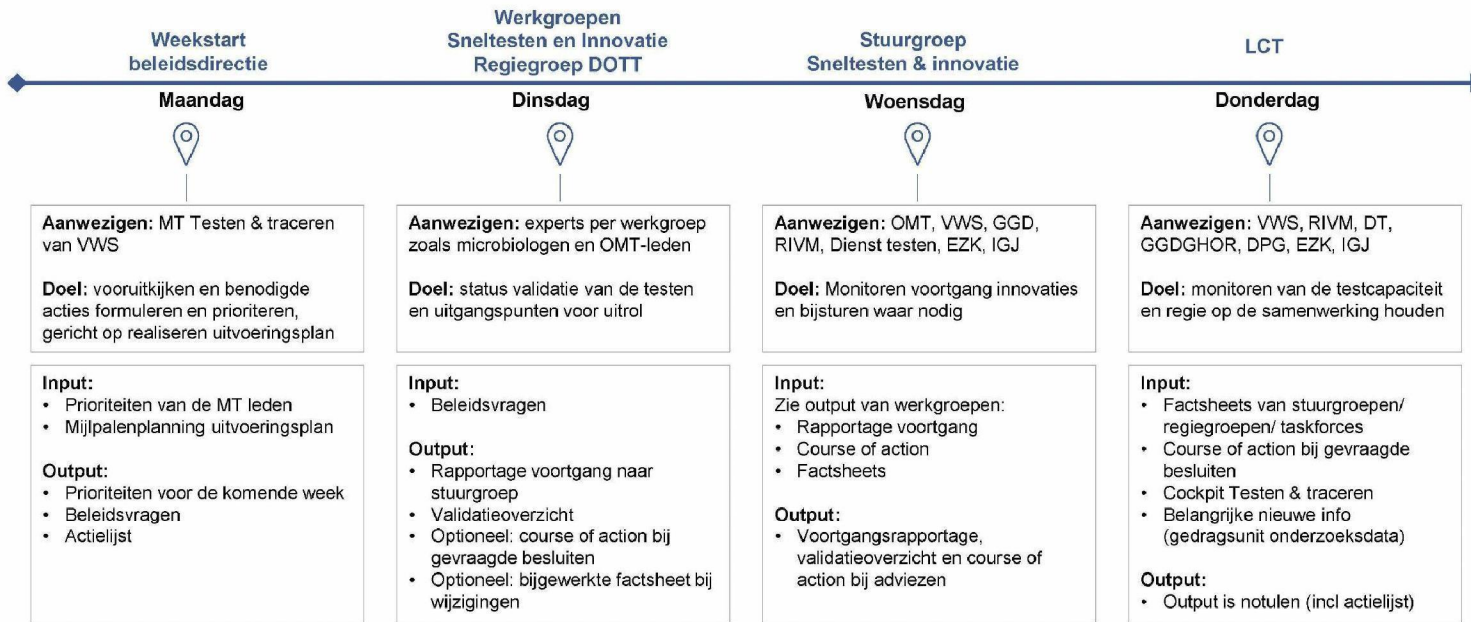 Weekstart
beleidsdirectie
Maandag
Aanwezigen: MT Testen & traceren
van VWS
Doel: vooruitkijken en benodigde
acties formuleren en prioriteren,
gericht op realiseren uitvoeringsplan
Input:
• Prioriteiten van de MT leden
• Mijlpalenplanning uitvoeringsplan
Output:
• Prioriteiten voor de komende week
• Beleidsvragen
• Actielijst
Werkgroepen
Sneltesten en Innovatie
Regiegroep DOTT
Dinsdag
Aanwezigen: experts per werkgroep
zoals microbiologen en OMT-leden
Doel: status validatie van de testen
en uitgangspunten voor uitrol
Input:
• Beleidsvragen
Output:
• Rapportage voortgang naar
stuurgroep
• Validatieoverzicht
• Optioneel: course of action bij
gevraagde besluiten
• Optioneel: bijgewerkte factsheet bij
wijzigingen
Stuurgroep
Sneltesten & innovatie
Woensdag
Aanwezigen: OMT, VWS, GGD,
RIVM, Dienst testen, EZK, IGJ
Doel: Monitoren voortgang innovaties
en bijsturen waar nodig
Input:
Zie output van werkgroepen:
• Rapportage voortgang
• Course of action
• Factsheets
Output:
• Voortgangsrapportage,
validatieoverzicht en course of
action bij adviezen
LCT
Donderdag
Aanwezigen: VWS, RIVM, DT,
GGDGHOR, DPG, EZK, IGJ
Doel: monitoren van de testcapaciteit
en regie op de samenwerking houden
Input:
• Factsheets van stuurgroepen/
regiegroepen/ taskforces
• Course of action bij gevraagde
besluiten
• Cockpit Testen & traceren
• Belangrijke nieuwe info
(gedragsunit onderzoeksdata)
Output:
• Output is notulen (incl actielijst)